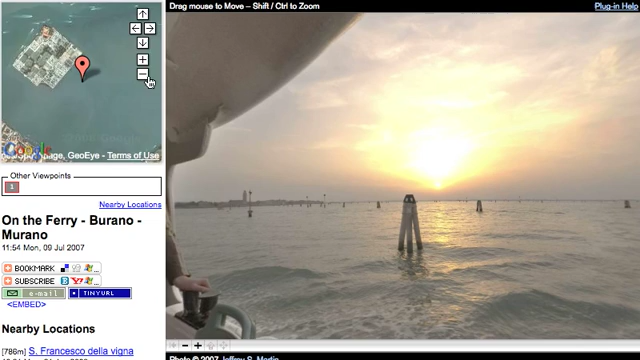 Drag mouse to Move – Shift / Ctrl to Zoom
Plug-in Help
Google
page, GeoEye - Terms of Use
Other Viewpoints
1
Nearby Locations
On the Ferry - Burano -
Murano
11:54 Mon, 09 Jul 2007
BOOKMARK
SUBSCRIBE
e-mail
TINYURL
<EMBED>
Nearby Locations
[786m] S. Francesco della vigna
Photo © 2007 Jeffrey S. Martin